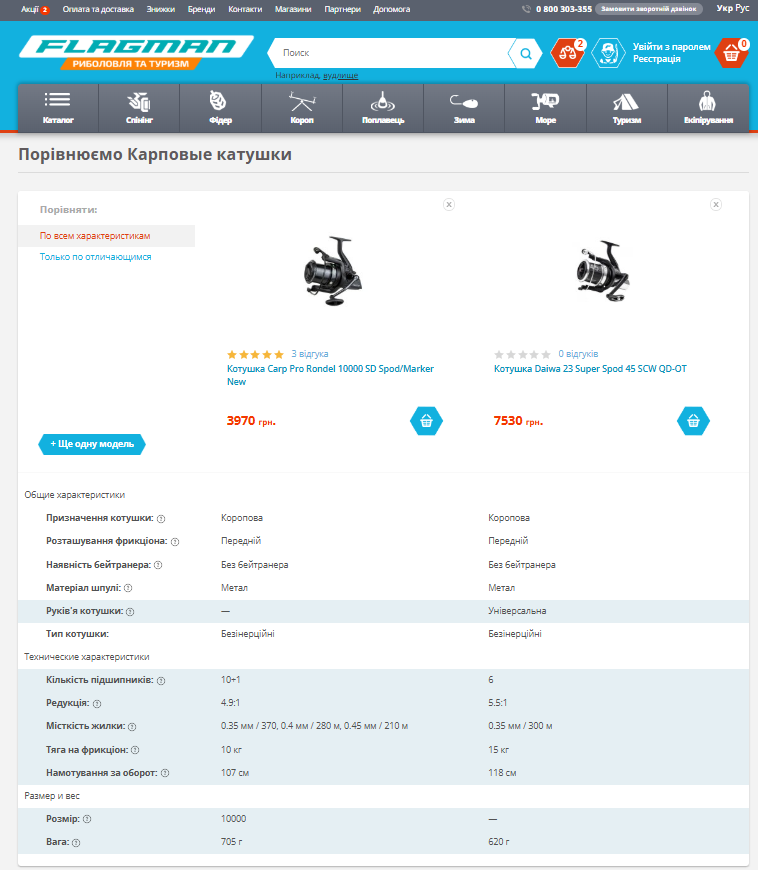 Акції 2 Оплата та доставка Знижки Бренди Контакти Магазини Партнери Допомога 0 800 303-355 Замовити зворотній дзвінок Укр Рус
FLAGMAN
РИБОЛОВЛЯ ТА ТУРИЗМ
Поиск
Наприклад, вудлище
2
Увійти з паролем
Реєстрація
0
Каталог Спінінг Фідер Короп Поплавець Зима Море Туризм Екіпірування
Порівнюємо Карповые катушки
Порівняти:
По всем характеристикам
Только по отличающимся
+ Ще одну модель
x
3 відгука
Котушка Carp Pro Rondel 10000 SD Spod/Marker
New
3970 грн.
x
0 відгуків
Котушка Daiwa 23 Super Spod 45 SCW QD-OT
7530 грн.
Общие характеристики
Призначення котушки: ? Коропова Коропова
Розташування фрикціона: ? Передній Передній
Наявність бейтранера: ? Без бейтранера Без бейтранера
Матеріал шпулі: ? Метал Метал
Руків'я котушки: ? — Універсальна
Тип котушки: Безінерційні Безінерційні
Технические характеристики
Кількість підшипників: ? 10+1 6
Редукція: ? 4.9:1 5.5:1
Місткість жилки: ? 0.35 мм / 370, 0.4 мм / 280 м, 0.45 мм / 210 м 0.35 мм / 300 м
Тяга на фрикціон: ? 10 кг 15 кг
Намотування за оборот: ? 107 см 118 см
Размер и вес
Розмір: ? 10000 —
Вага: ? 705 г 620 г